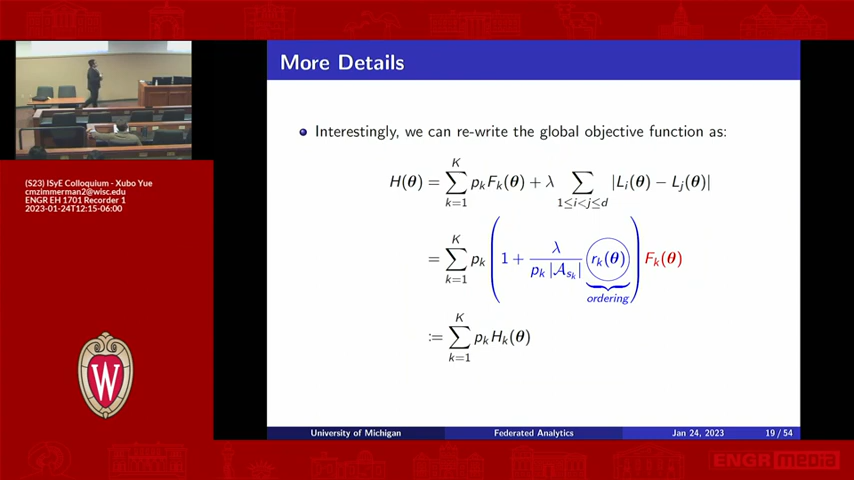 More Details
Interestingly, we can re-write the global objective function as:
H(θ) = ∑_{k=1}^{K} p_k F_k(θ) + λ ∑_{1≤i<j≤d} |L_i(θ) − L_j(θ)|
= ∑_{k=1}^{K} p_k ( 1 + λ / (p_k |𝒜_{s_k}|) r_k(θ) ) F_k(θ)
ordering
:= ∑_{k=1}^{K} p_k H_k(θ)
(S23) ISyE Colloquium - Xubo Yue
cmzimmerman2@wisc.edu
ENGR EH 1701 Recorder 1
2023-01-24T12:15-06:00
W
University of Michigan
Federated Analytics
Jan 24, 2023
19 / 54
ENGR media